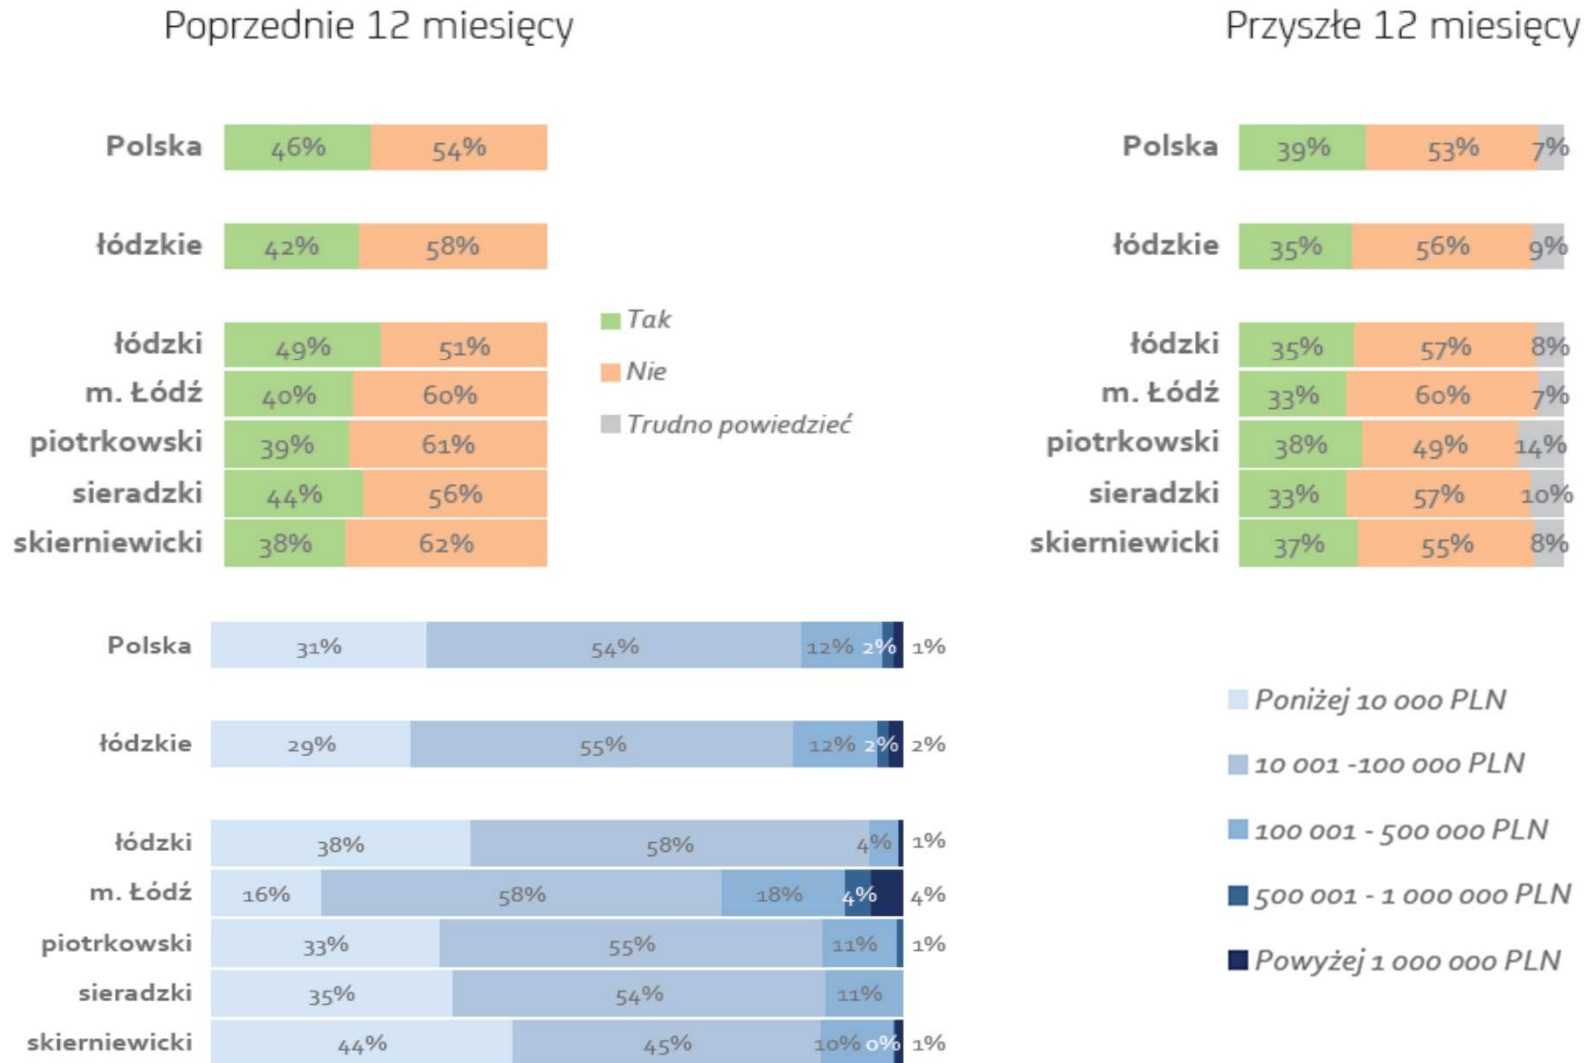 Poprzednie 12 miesięcy
Przyszłe 12 miesięcy
Polska 46% 54%
łódzkie 42% 58%
łódzki 49% 51%
m. Łódź 40% 60%
piotrkowski 39% 61%
sieradzki 44% 56%
skierniewicki 38% 62%
Tak
Nie
Trudno powiedzieć
Polska 39% 53% 7%
łódzkie 35% 56% 9%
łódzki 35% 57% 8%
m. Łódź 33% 60% 7%
piotrkowski 38% 49% 14%
sieradzki 33% 57% 10%
skierniewicki 37% 55% 8%
Polska 31% 54% 12% 2% 1%
łódzkie 29% 55% 12% 2% 2%
łódzki 38% 58% 4% 1%
m. Łódź 16% 58% 18% 4% 4%
piotrkowski 33% 55% 11% 1%
sieradzki 35% 54% 11%
skierniewicki 44% 45% 10% 0% 1%
Poniżej 10 000 PLN
10 001 -100 000 PLN
100 001 - 500 000 PLN
500 001 - 1 000 000 PLN
Powyżej 1 000 000 PLN